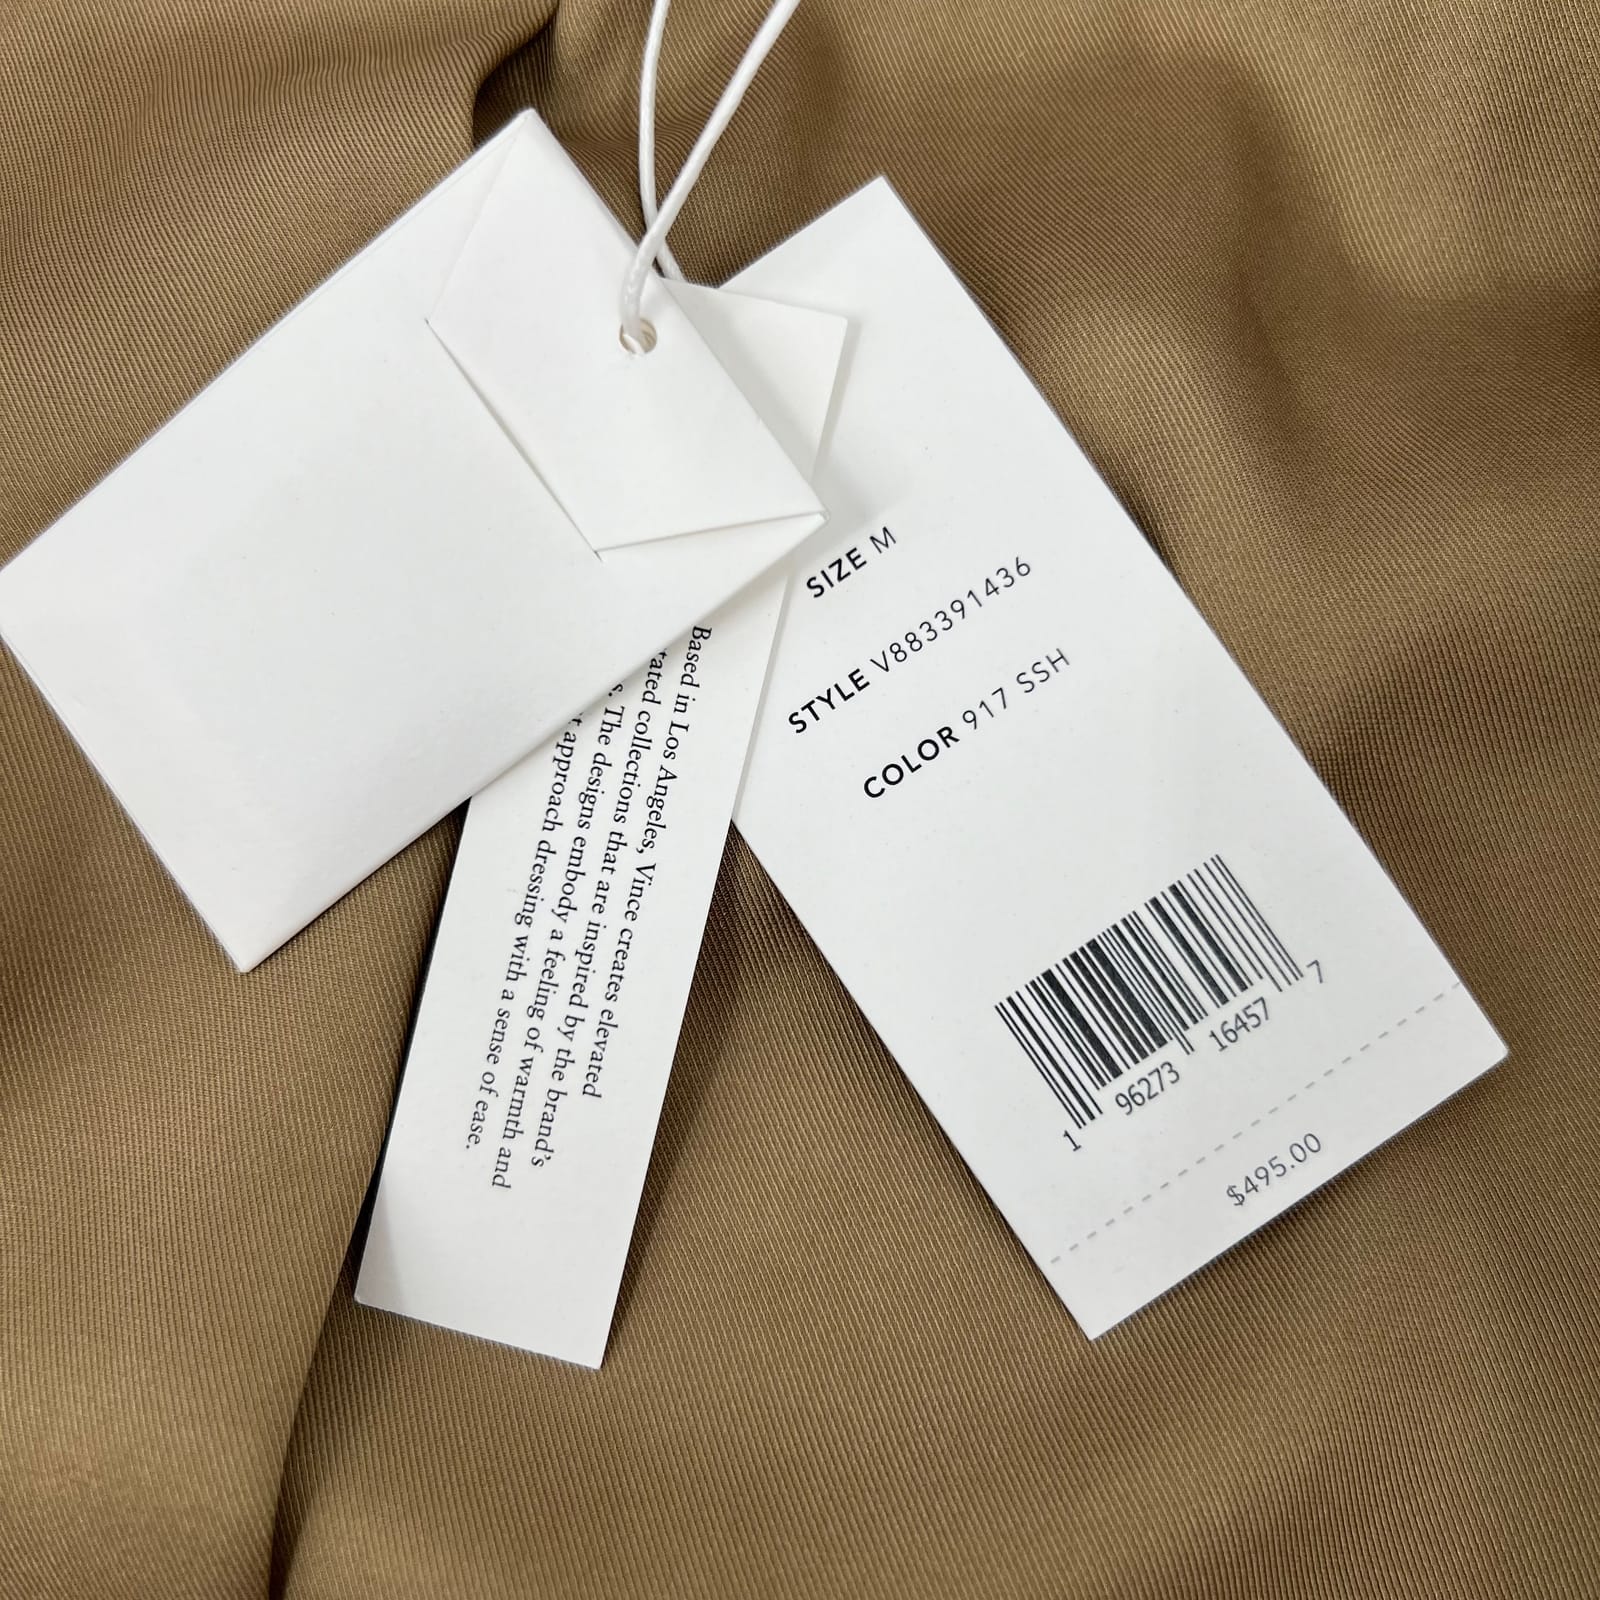 SIZE M
STYLE V883391436
COLOR 917 SSH
1 96273 16457 7
$495.00
Based in Los Angeles, Vince creates elevated
collections that are inspired by the brand's
The designs embody a feeling of warmth and
approach dressing with a sense of ease.